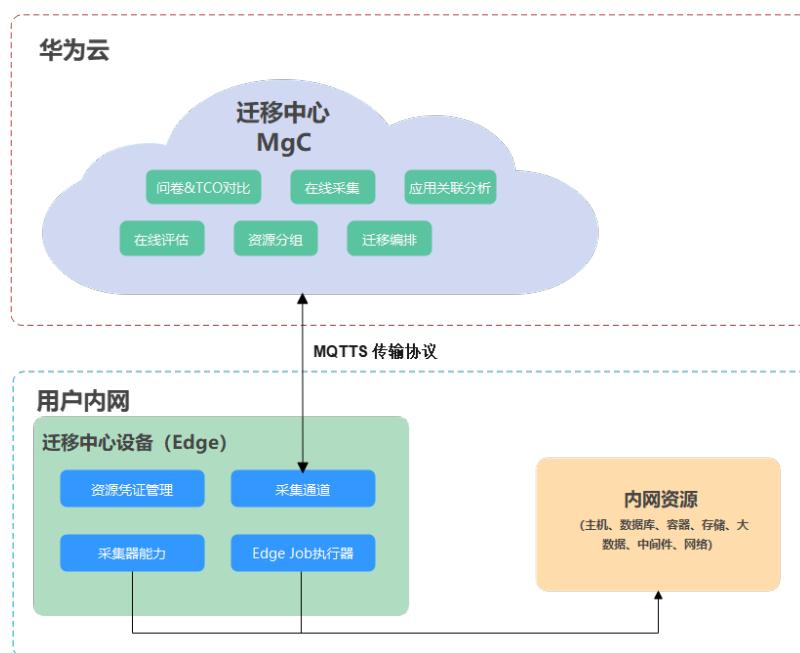 华为云
迁移中心
MgC
问卷&TCO对比
在线采集
应用关联分析
在线评估
资源分组
迁移编排
MQTTS 传输协议
用户内网
迁移中心设备（Edge）
资源凭证管理
采集通道
采集器能力
Edge Job执行器
内网资源
(主机、数据库、容器、存储、大
数据、中间件、网络)